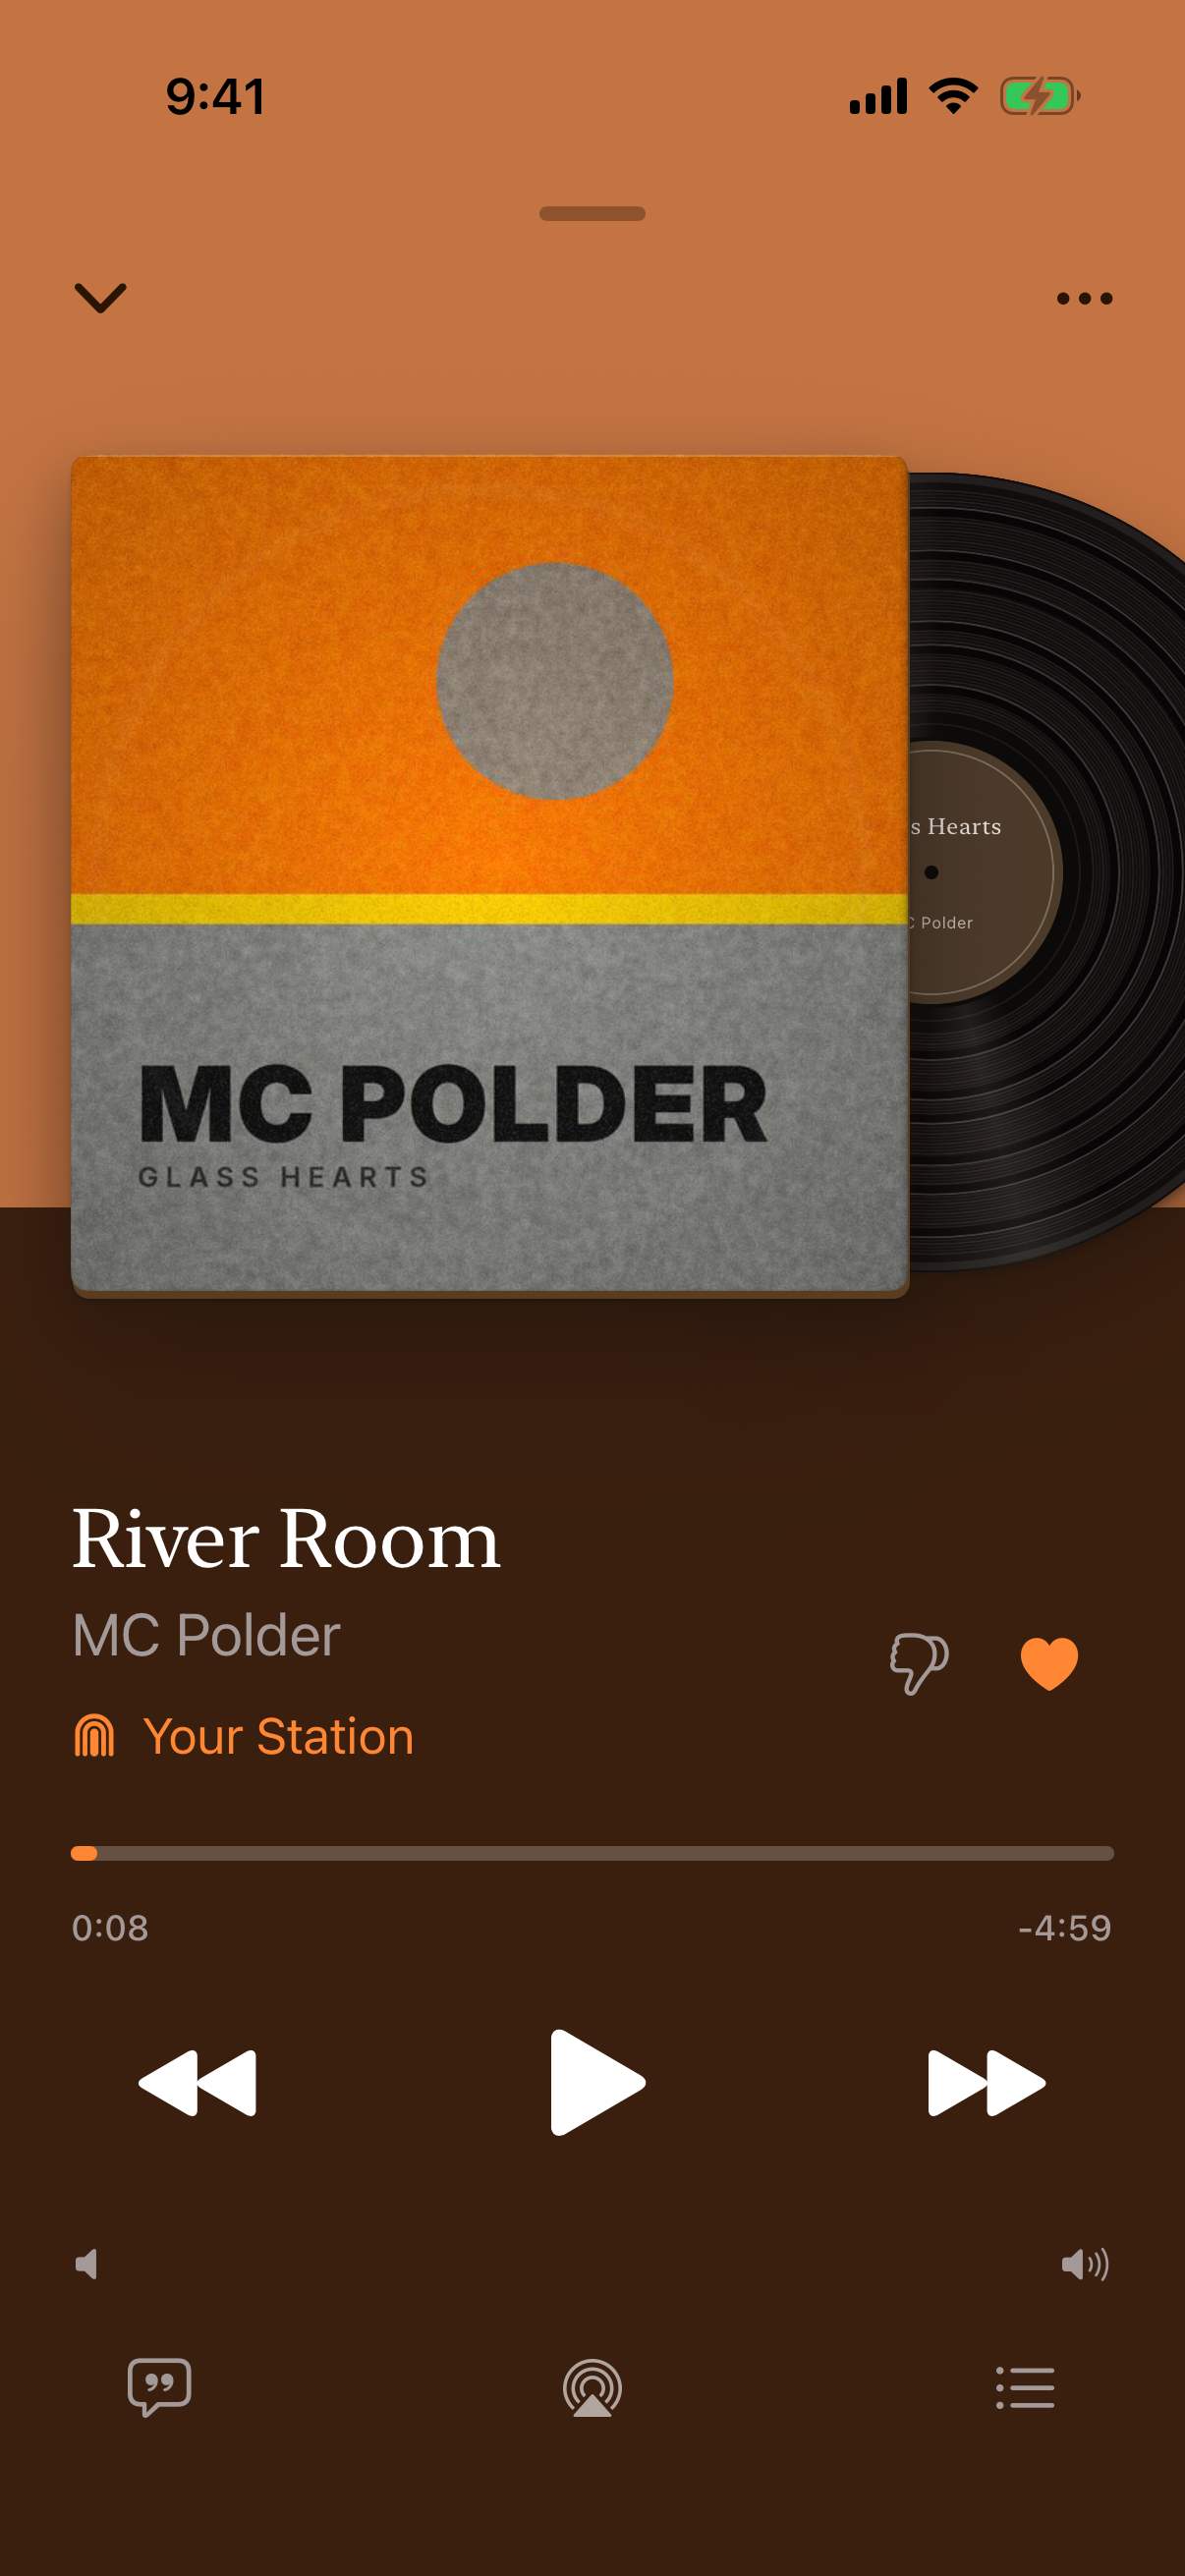 9:41
s Hearts
C Polder
MC POLDER
GLASS HEARTS
River Room
MC Polder
Your Station
0:08
-4:59